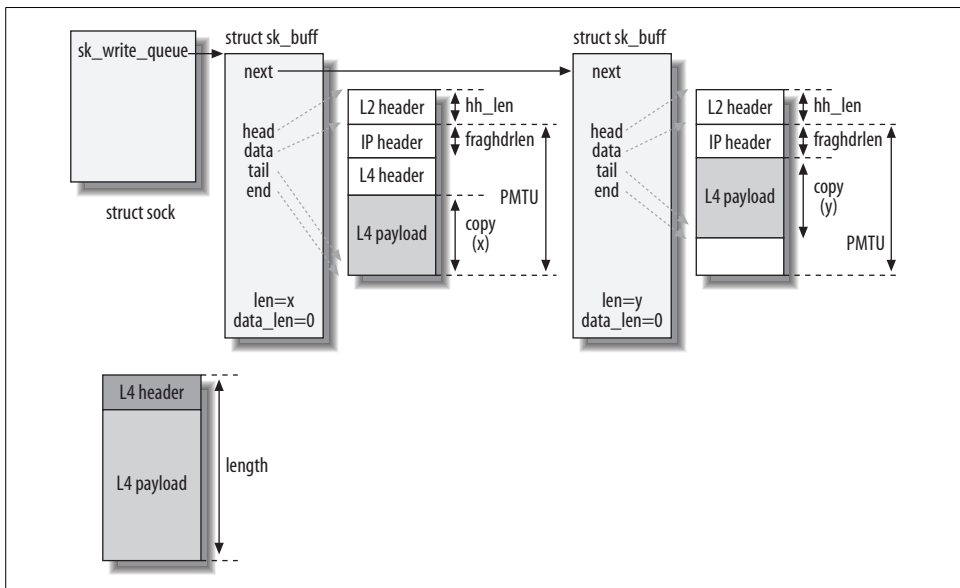 struct sk_buff
struct sk_buff
sk_write_queue
next
next
L2 header
hh_len
L2 header
hh_len
head
data
tail
end
IP header
fraghdrlen
head
data
tail
end
IP header
fraghdrlen
L4 header
PMTU
L4 payload
copy
(x)
L4 payload
copy
(y)
PMTU
struct sock
len=x
data_len=0
len=y
data_len=0
L4 header
L4 payload
length